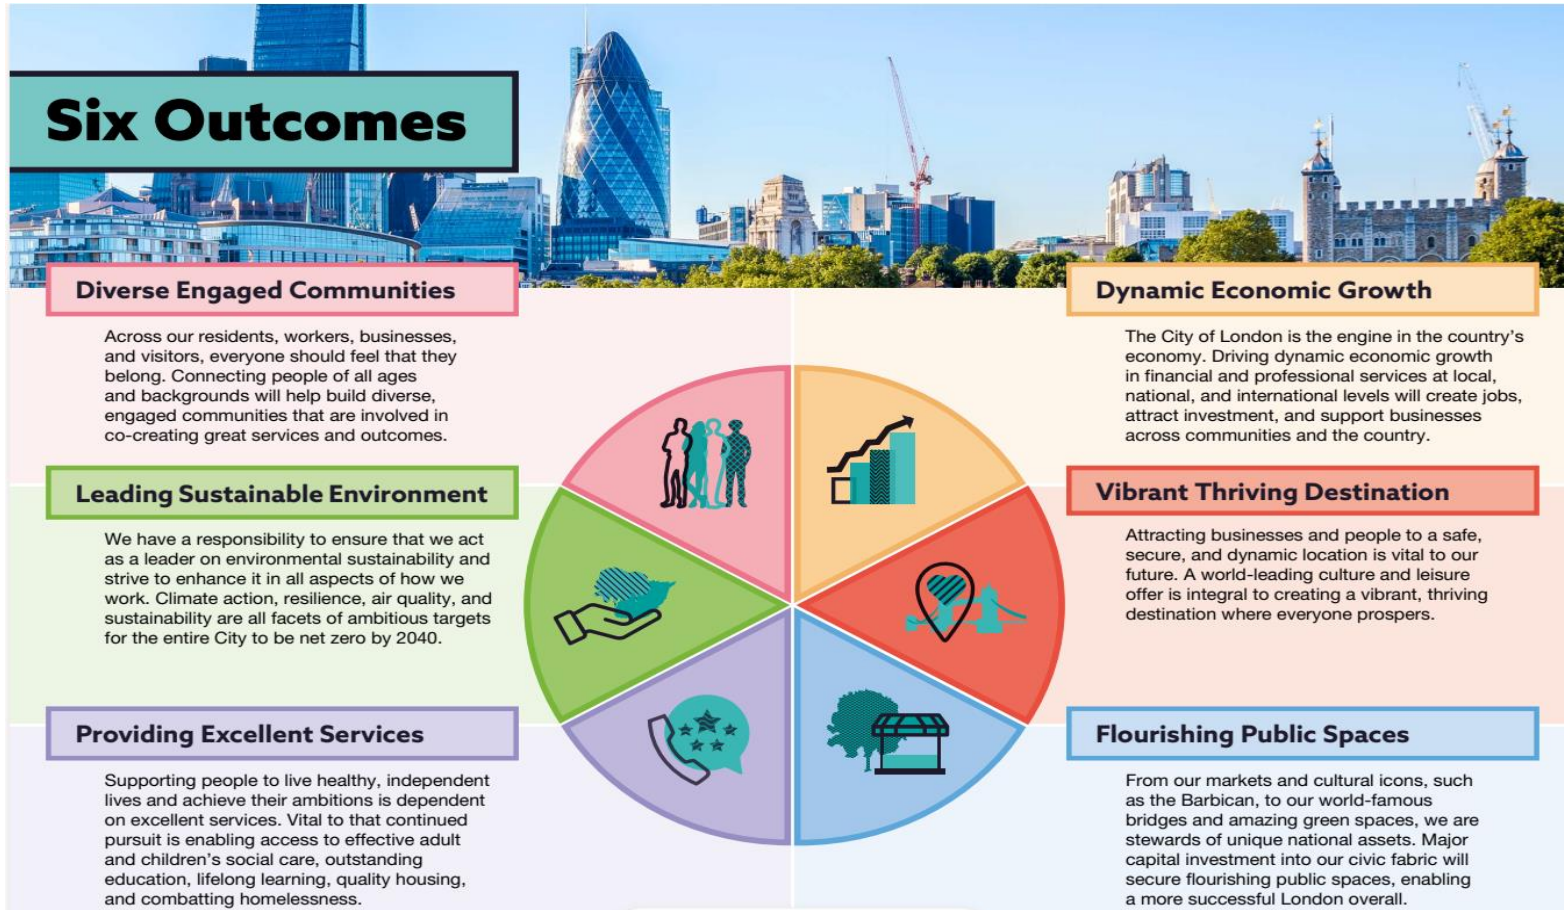 Six Outcomes
Diverse Engaged Communities
Across our residents, workers, businesses,
and visitors, everyone should feel that they
belong. Connecting people of all ages
and backgrounds will help build diverse,
engaged communities that are involved in
co-creating great services and outcomes.
Dynamic Economic Growth
The City of London is the engine in the country’s
economy. Driving dynamic economic growth
in financial and professional services at local,
national, and international levels will create jobs,
attract investment, and support businesses
across communities and the country.
Leading Sustainable Environment
We have a responsibility to ensure that we act
as a leader on environmental sustainability and
strive to enhance it in all aspects of how we
work. Climate action, resilience, air quality, and
sustainability are all facets of ambitious targets
for the entire City to be net zero by 2040.
Vibrant Thriving Destination
Attracting businesses and people to a safe,
secure, and dynamic location is vital to our
future. A world-leading culture and leisure
offer is integral to creating a vibrant, thriving
destination where everyone prospers.
Providing Excellent Services
Supporting people to live healthy, independent
lives and achieve their ambitions is dependent
on excellent services. Vital to that continued
pursuit is enabling access to effective adult
and children’s social care, outstanding
education, lifelong learning, quality housing,
and combatting homelessness.
Flourishing Public Spaces
From our markets and cultural icons, such
as the Barbican, to our world-famous
bridges and amazing green spaces, we are
stewards of unique national assets. Major
capital investment into our civic fabric will
secure flourishing public spaces, enabling
a more successful London overall.